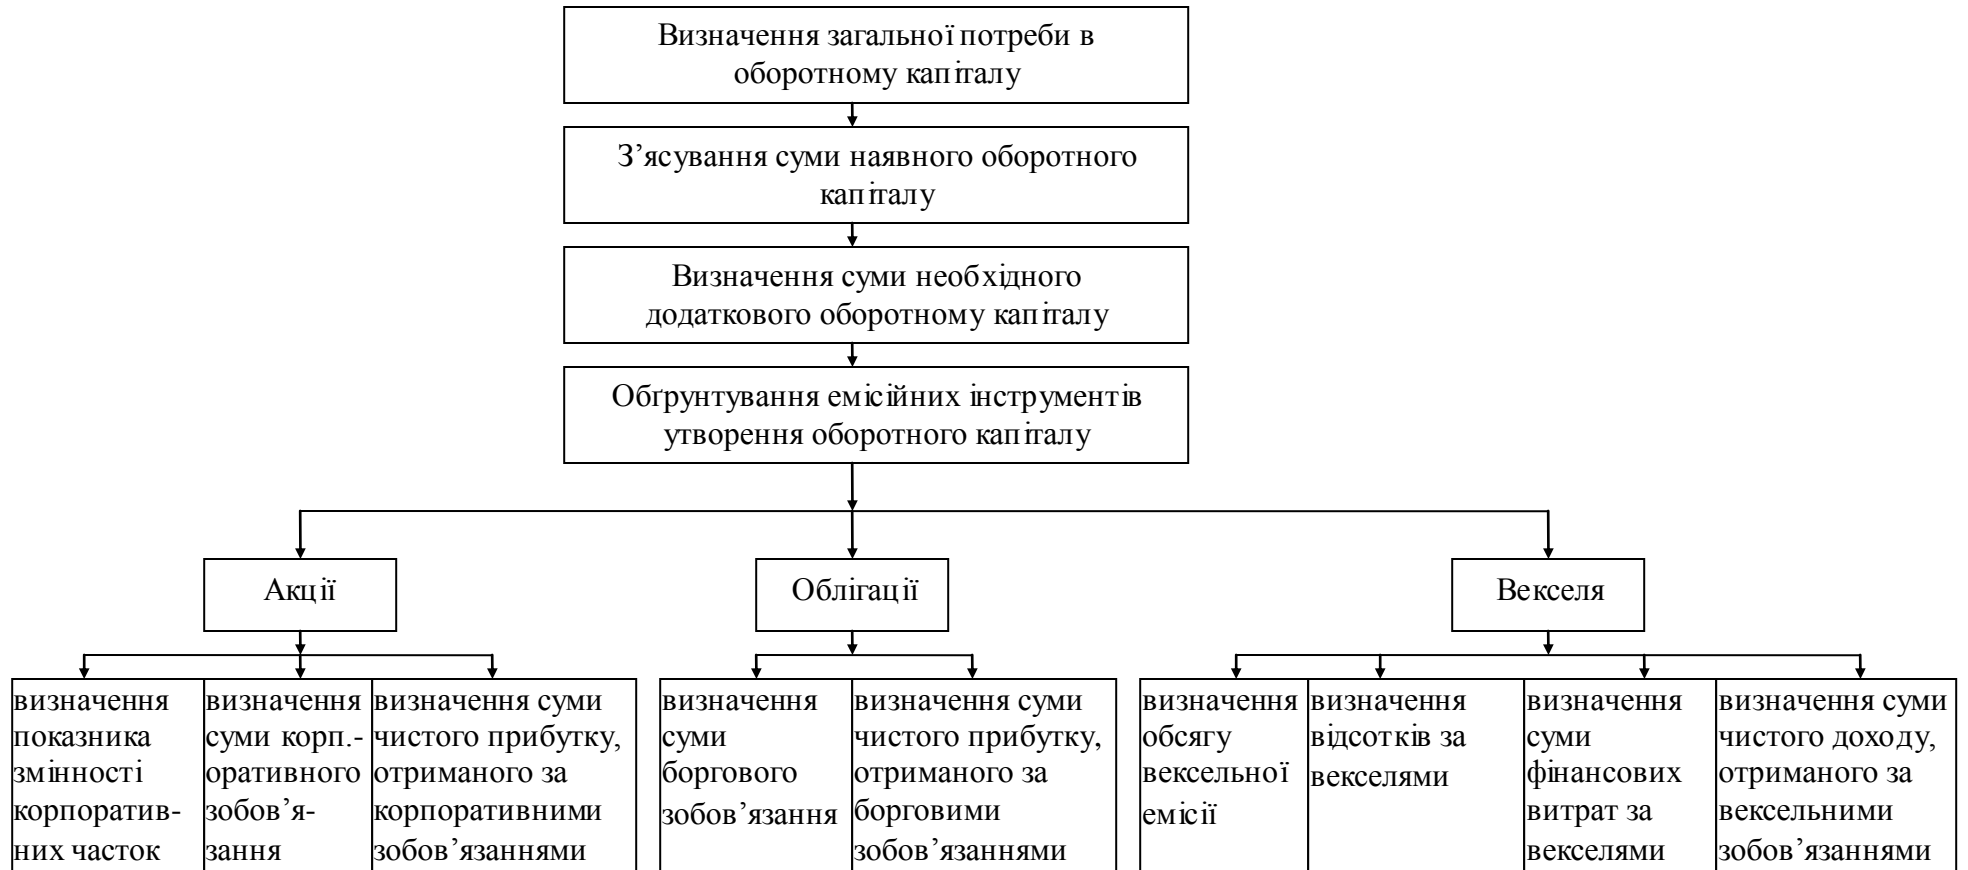 Визначення загальної потреби в
оборотному капіталу
З’ясування суми наявного оборотного
капіталу
Визначення суми необхідного
додаткового оборотному капіталу
Обґрунтування емісійних інструментів
утворення оборотного капіталу
Акції
Облігації
Векселя
визначення
показника
змінності
корпоратив-
них часток
визначення
суми корп.-
оративного
зобов’я-
зання
визначення суми
чистого прибутку,
отриманого за
корпоративними
зобов’язаннями
визначення
суми
боргового
зобов’язання
визначення суми
чистого прибутку,
отриманого за
борговими
зобов’язаннями
визначення
обсягу
вексельної
емісії
визначення
відсотків за
векселями
визначення
суми
фінансових
витрат за
векселями
визначення суми
чистого доходу,
отриманого за
вексельними
зобов’язаннями